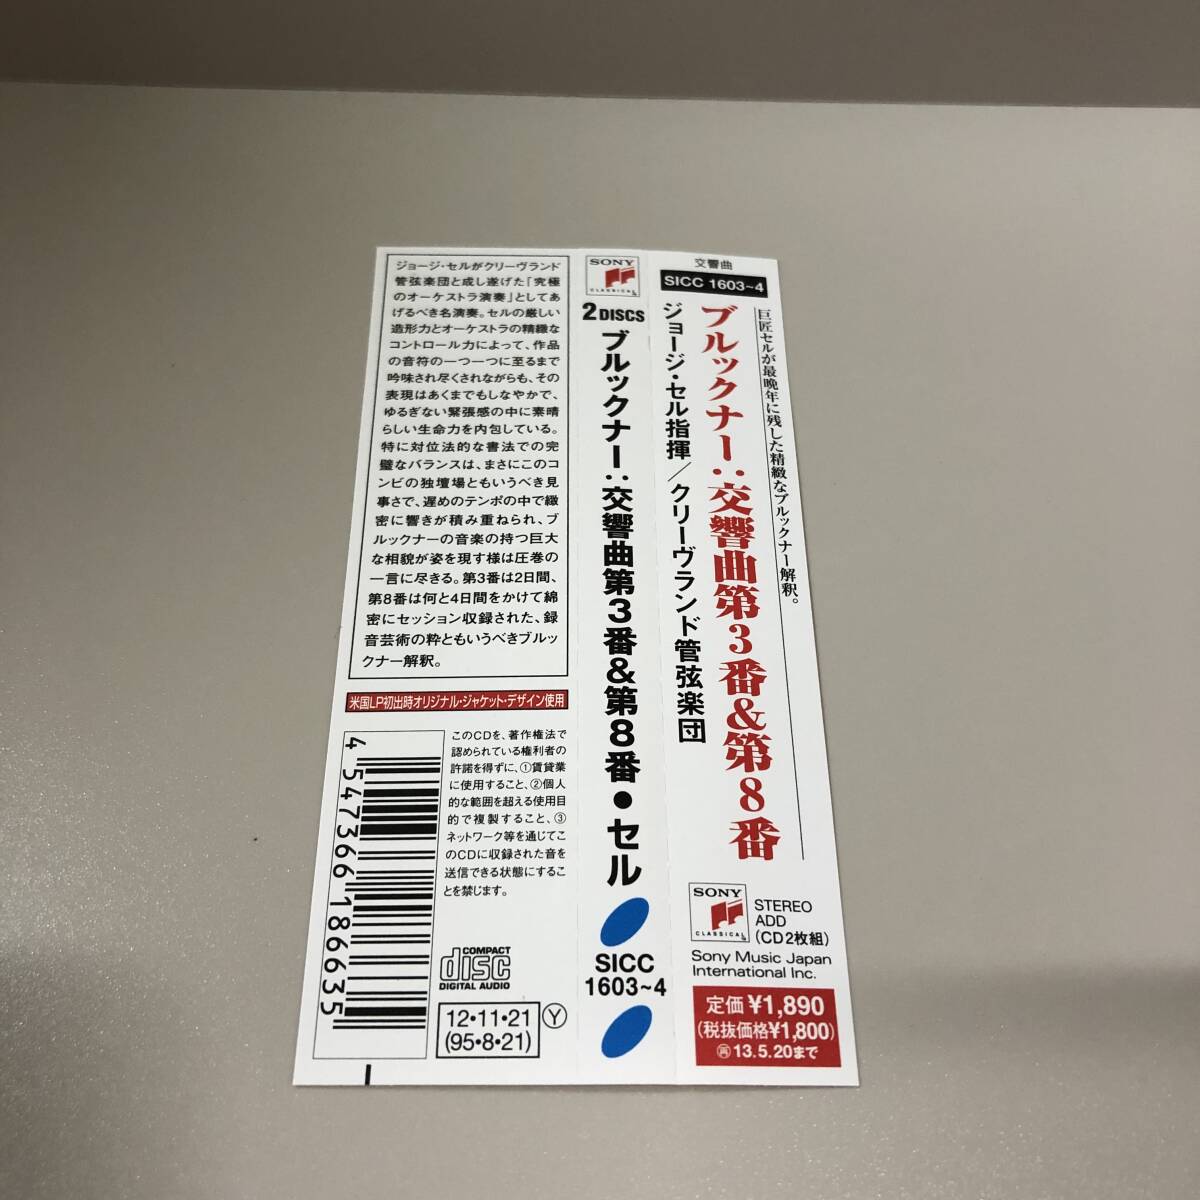 ジョージ・セルがクリーヴランド
管弦楽団と成し遂げた「究極
のオーケストラ演奏」としてあ
げるべき名演奏。セルの厳しい
造形力とオーケストラの精緻な
コントロール力によって、作品
の音符の一つ一つに至るまで
吟味され尽くされながらも、その
表現はあくまでもしなやかで、
ゆるぎない緊張感の中に素晴
らしい生命力を内包している。
特に対位法的な書法での完
璧なバランスは、まさにこのコ
ンビの独壇場ともいうべき見
事さで、遅めのテンポの中で緻
密に響きが積み重ねられ、ブ
ルックナーの音楽の持つ巨大
な相貌が姿を現す様は圧巻の
一言に尽きる。第3番は2日間、
第8番は何と4日間をかけて綿
密にセッション収録された、録
音芸術の粋ともいうべきブルッ
クナー解釈。
米国LP初出時オリジナル・ジャケット・デザイン使用
4 547366 186635
このCDを、著作権法で
認められている権利者の
許諾を得ずに、①賃貸業
に使用すること、②個人
的な範囲を超える使用目
的で複製すること、③
ネットワーク等を通じてこ
のCDに収録された音を
送信できる状態にするこ
とを禁じます。
COMPACT
disc
DIGITAL AUDIO
12・11・21
(95・8・21)
Y
SONY
CLASSICAL
2 DISCS
ブルックナー:交響曲第3番&第8番●セル
SICC
1603~4
交響曲
SICC 1603~4
巨匠セルが最晩年に残した精緻なブルックナー解釈。
ブルックナー:交響曲第3番&第8番
ジョージ・セル指揮/クリーヴランド管弦楽団
SONY
CLASSICAL
STEREO
ADD
(CD2枚組)
Sony Music Japan
International Inc.
定価¥1,890
(税抜価格¥1,800)
再 13.5.20まで